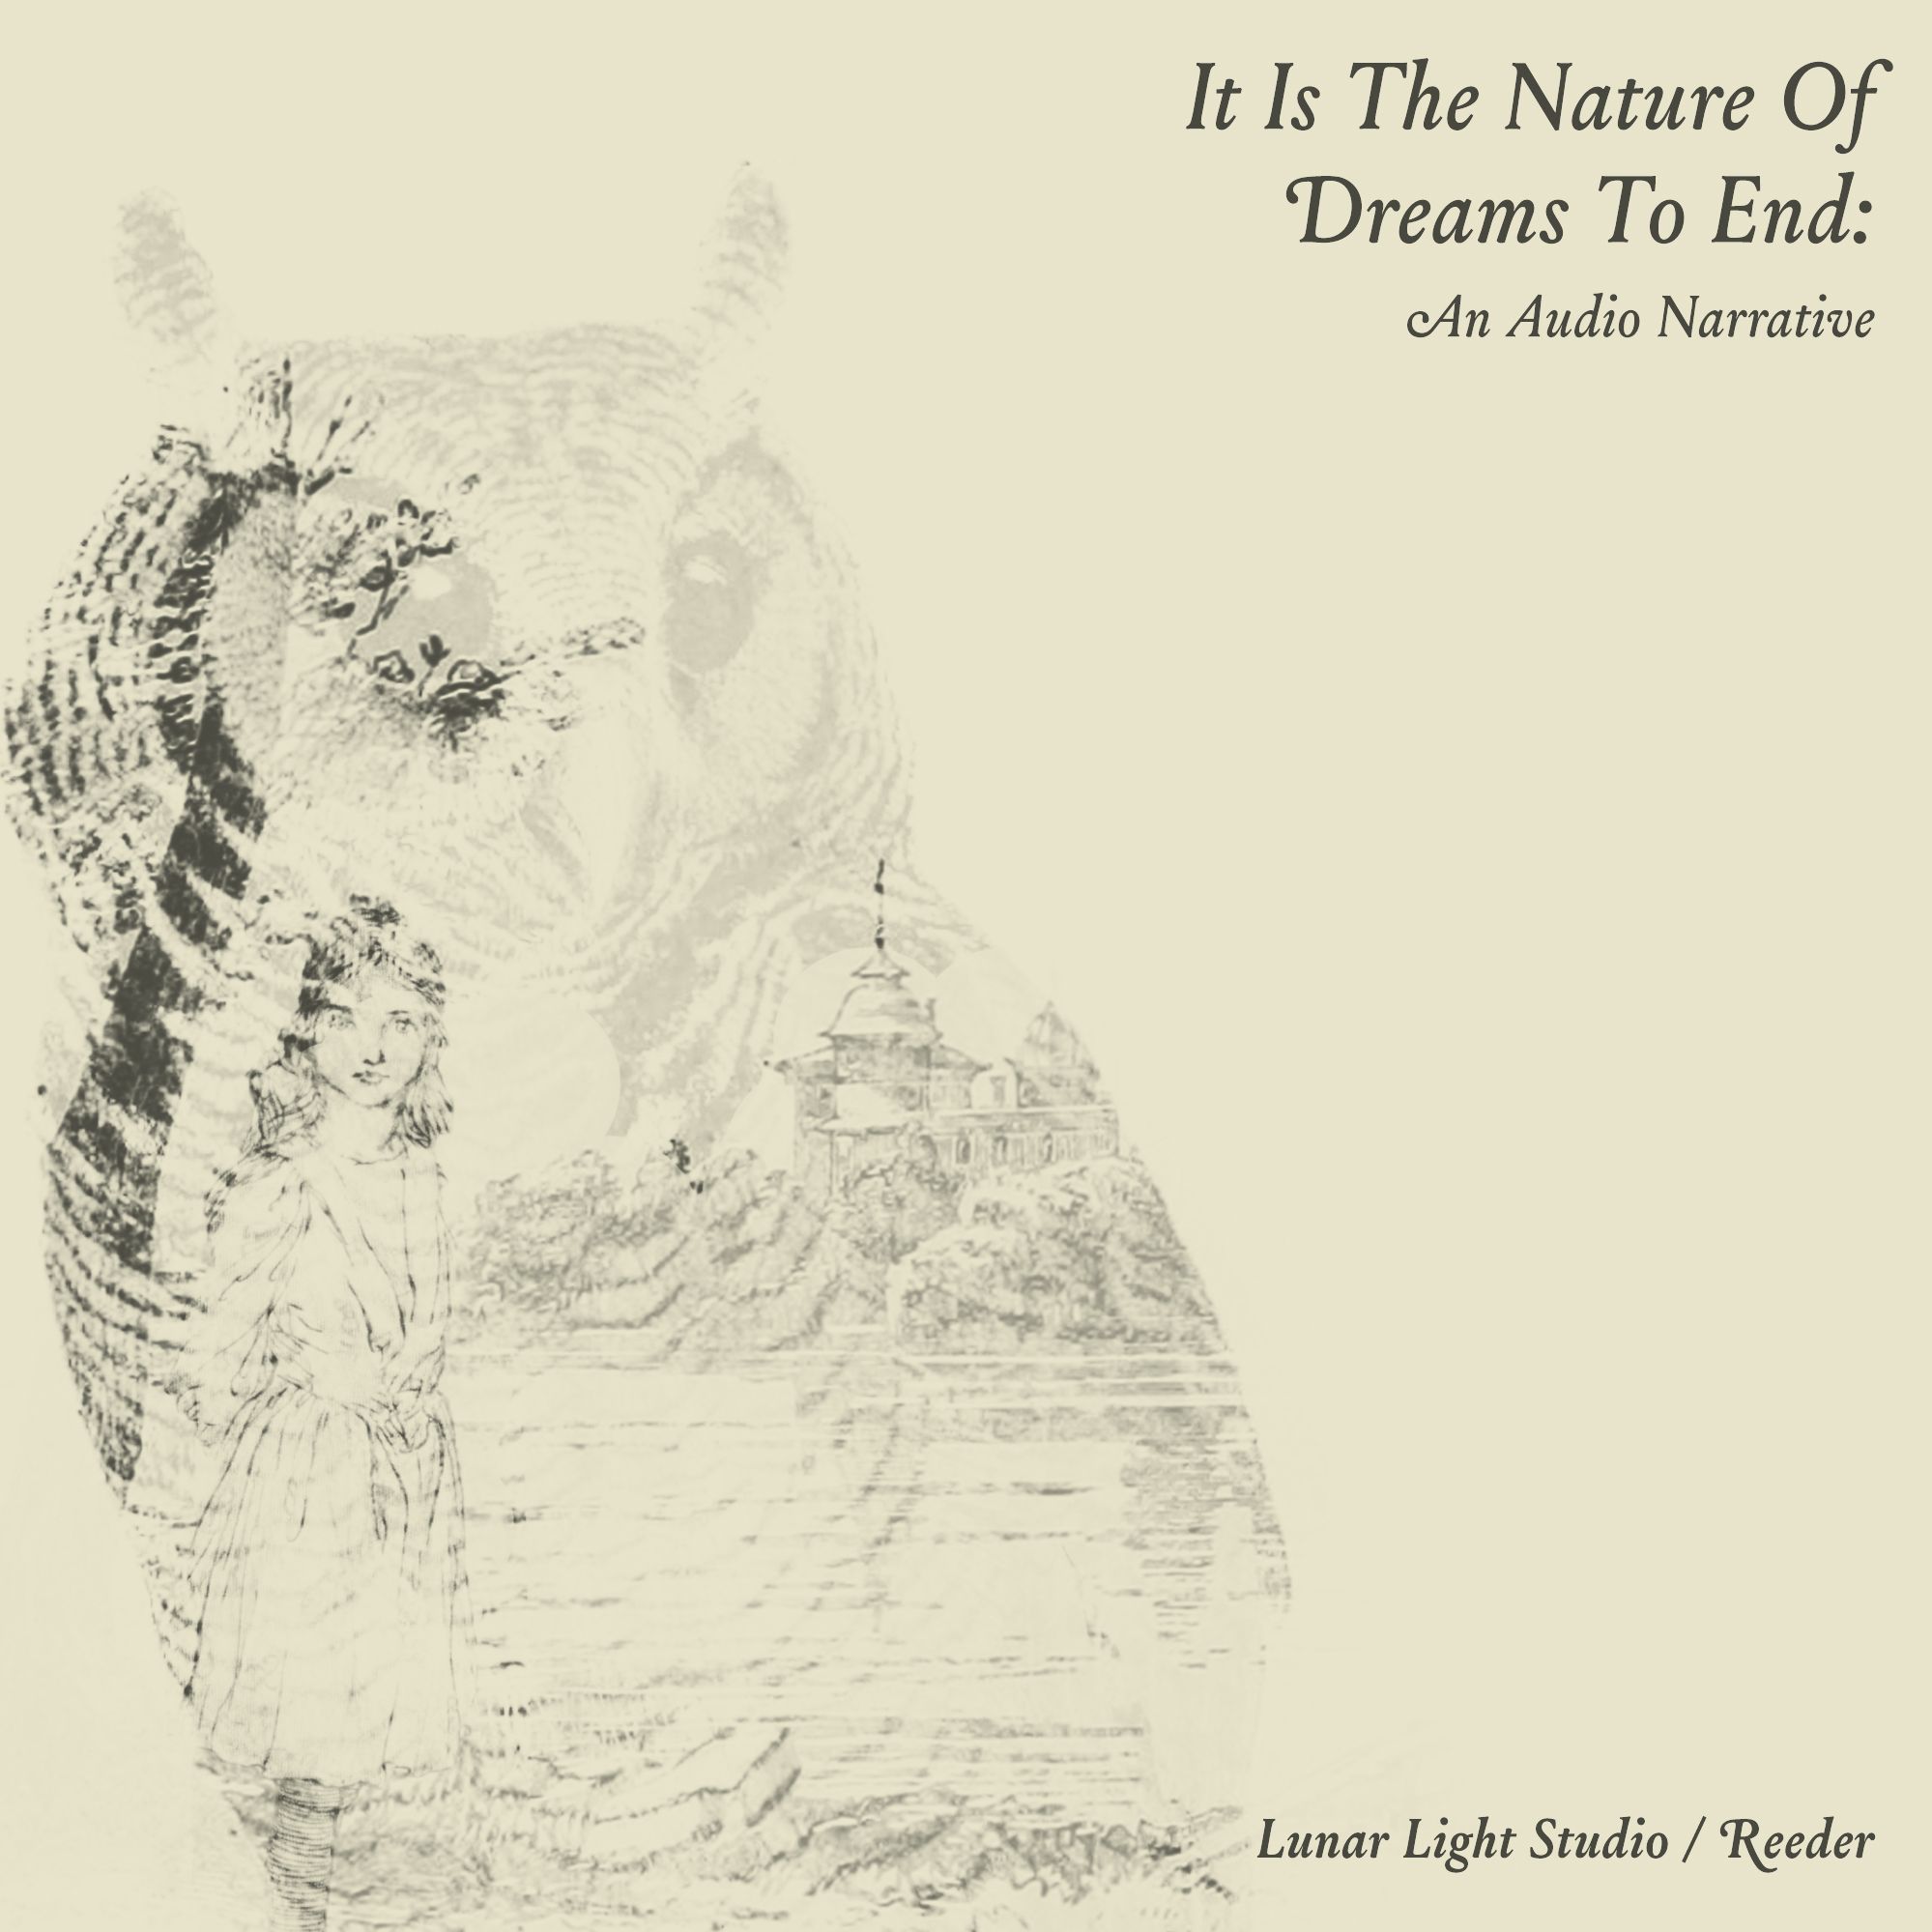 It Is The Nature Of
Dreams To End:
An Audio Narrative
Lunar Light Studio / Reeder